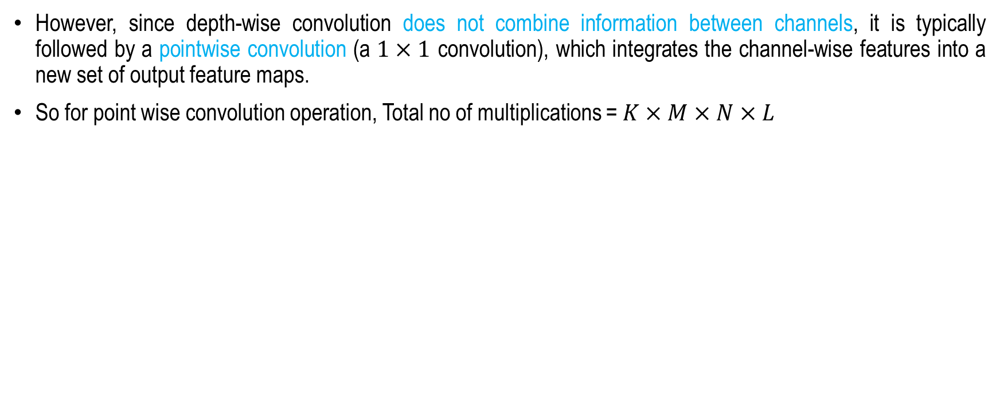 • However, since depth-wise convolution does not combine information between channels, it is typically
followed by a pointwise convolution (a 1 × 1 convolution), which integrates the channel-wise features into a
new set of output feature maps.
• So for point wise convolution operation, Total no of multiplications = K × M × N × L